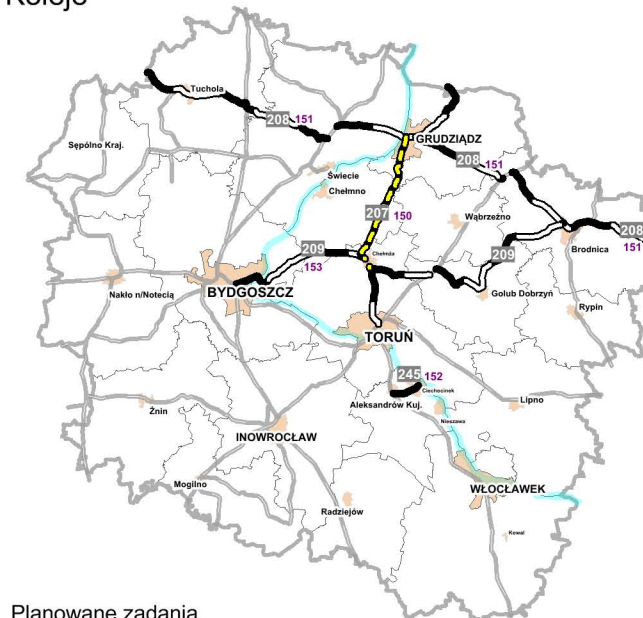 Koleje
Tuchola
208
151
Sępólno Kraj.
GRUDZIĄDZ
208
151
Świecie
Chełmno
207
150
Wąbrzeźno
208
151
209
153
Chełmża
209
Brodnica
Nakło n/Notecią
BYDGOSZCZ
Golub Dobrzyń
Rypin
TORUŃ
245
152
Ciechocinek
Aleksandrów Kuj.
Lipno
Żnin
Nieszawa
INOWROCŁAW
Mogilno
WŁOCŁAWEK
Radziejów
Kowal
Planowane zadania